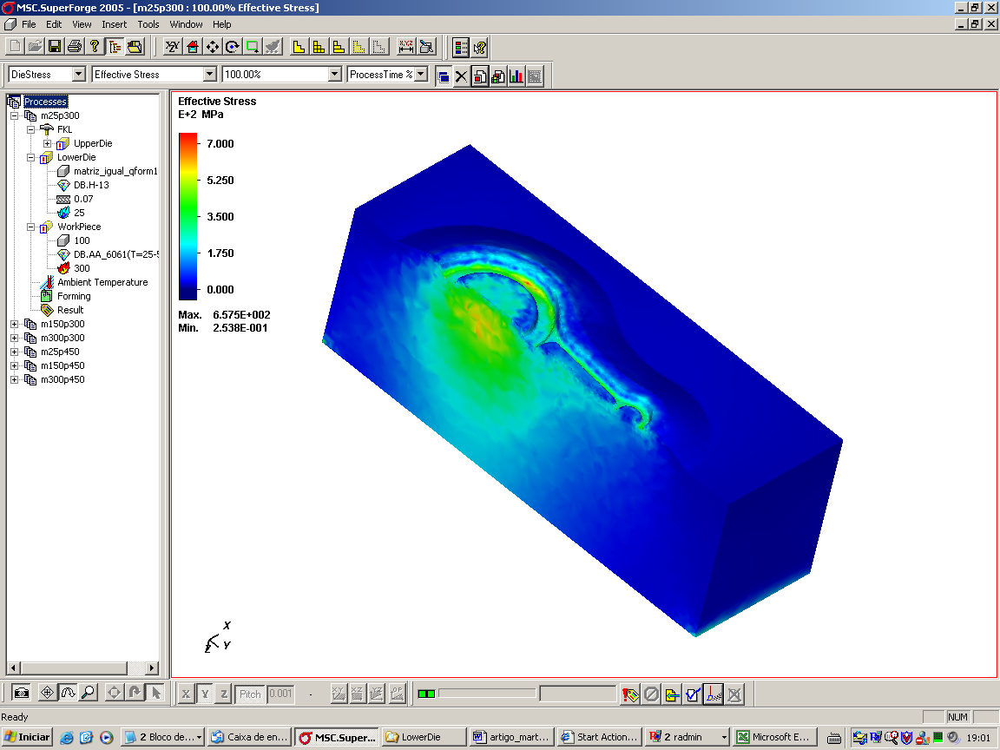 MSC.SuperForge 2005 - [m25p300 : 100.00% Effective Stress]
File Edit View Insert Tools Window Help
DieStress Effective Stress 100.00% ProcessTime %
Processes
m25p300
FKL
UpperDie
LowerDie
matriz_igual_qform1
DB.H-13
0.07
25
WorkPiece
100
DB.AA_6061(T=25-5
300
Ambient Temperature
Forming
Result
m150p300
m300p300
m25p450
m150p450
m300p450
Effective Stress
E+2 MPa
7.000
5.250
3.500
1.750
0.000
Max. 6.575E+002
Min. 2.538E-001
X
Y
Z
X Y Z Pitch 0.001 -
Ready
NUM
Iniciar 2 Bloco de... Caixa de en... MSC.Super... LowerDie artigo_mart... Start Action... 2 radmin Microsoft E... 19:01